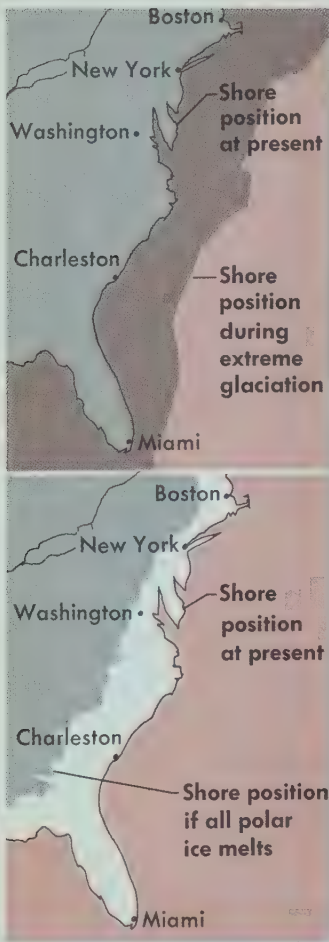 Boston
New York
Shore
position
at present
Washington
Charleston
Shore
position
during
extreme
glaciation
Miami
Boston
New York
Shore
position
at present
Washington
Charleston
Shore position
if all polar
ice melts
Miami